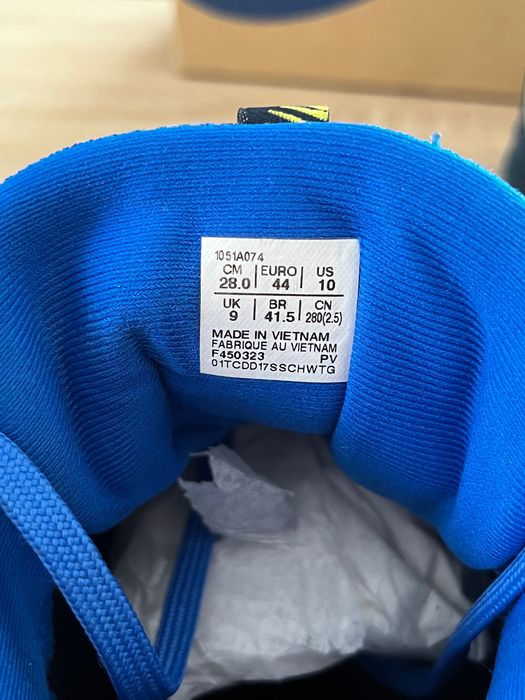 1051A074
CM EURO US
28.0 44 10
UK BR CN
9 41.5 280(2.5)
MADE IN VIETNAM
FABRIQUE AU VIETNAM
F450323 PV
01TCDD17SSCHWTG